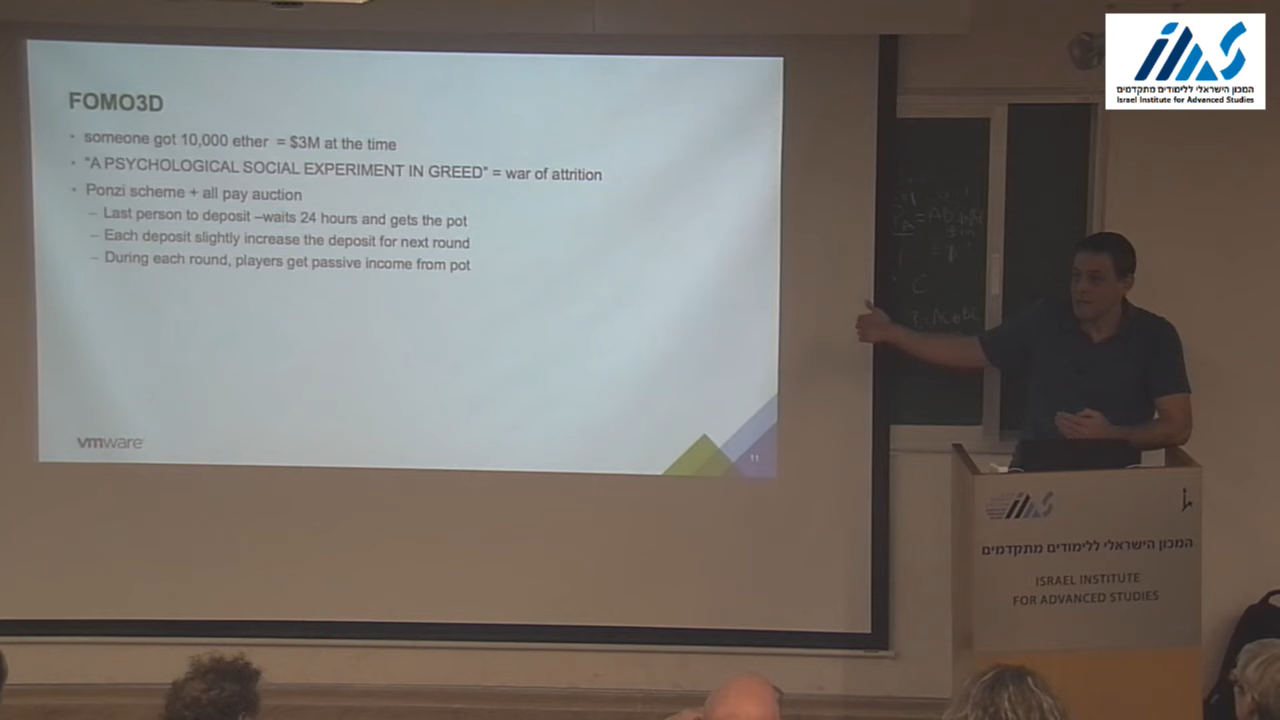 FOMO3D
• someone got 10,000 ether = $3M at the time
• "A PSYCHOLOGICAL SOCIAL EXPERIMENT IN GREED" = war of attrition
• Ponzi scheme + all pay auction
– Last person to deposit –waits 24 hours and gets the pot
– Each deposit slightly increase the deposit for next round
– During each round, players get passive income from pot
vmware
11
המכון הישראלי ללימודים מתקדמים
Israel Institute for Advanced Studies
המכון הישראלי ללימודים מתקדמים
ISRAEL INSTITUTE
FOR ADVANCED STUDIES